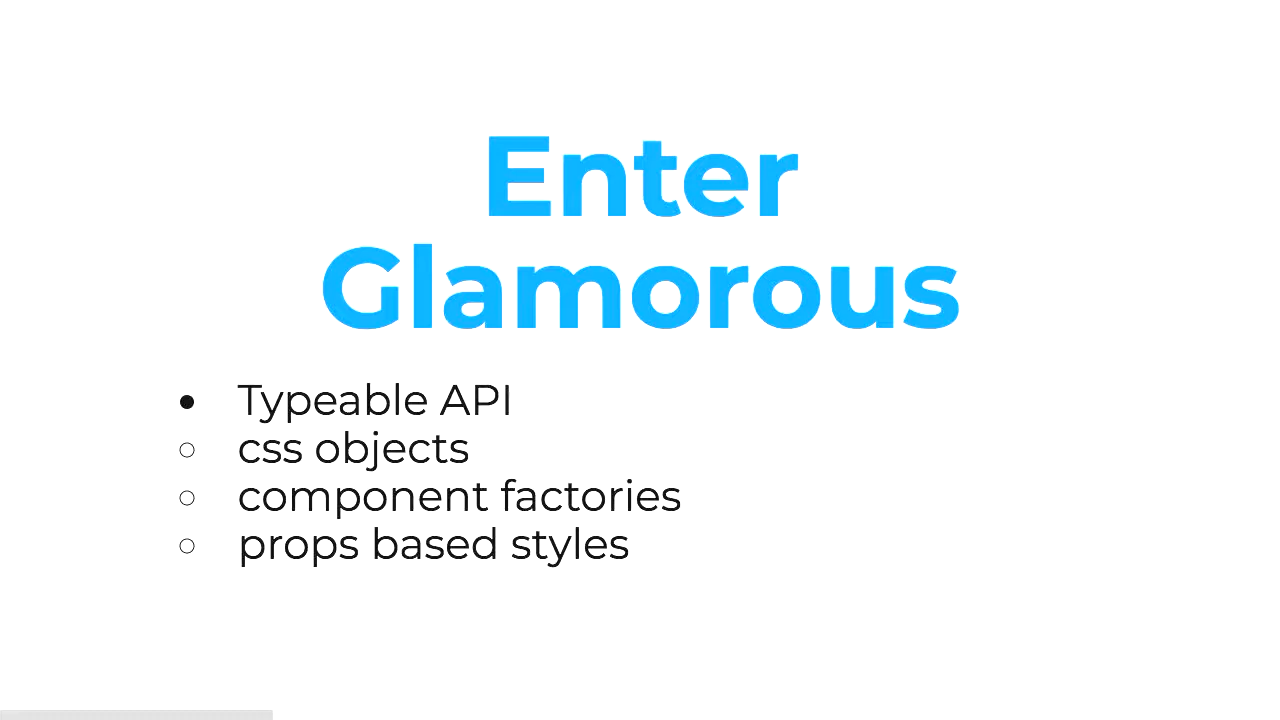 Enter
Glamorous
• Typeable API
○ css objects
○ component factories
○ props based styles